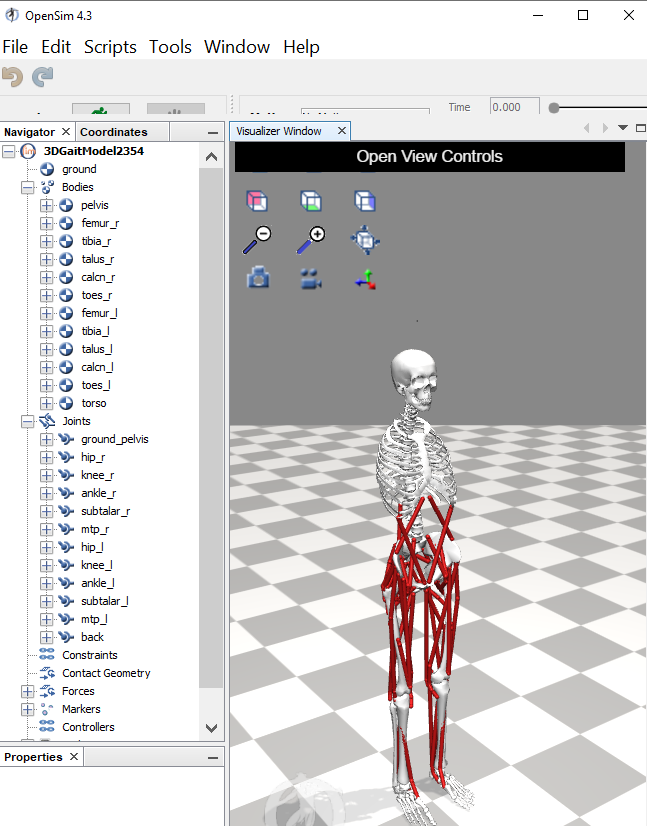 OpenSim 4.3
File Edit Scripts Tools Window Help
Time 0.000
Navigator
Coordinates
Visualizer Window
3DGaitModel2354
ground
Bodies
pelvis
femur_r
tibia_r
talus_r
calcn_r
toes_r
femur_l
tibia_l
talus_l
calcn_l
toes_l
torso
Joints
ground_pelvis
hip_r
knee_r
ankle_r
subtalar_r
mtp_r
hip_l
knee_l
ankle_l
subtalar_l
mtp_l
back
Constraints
Contact Geometry
Forces
Markers
Controllers
Properties
Open View Controls